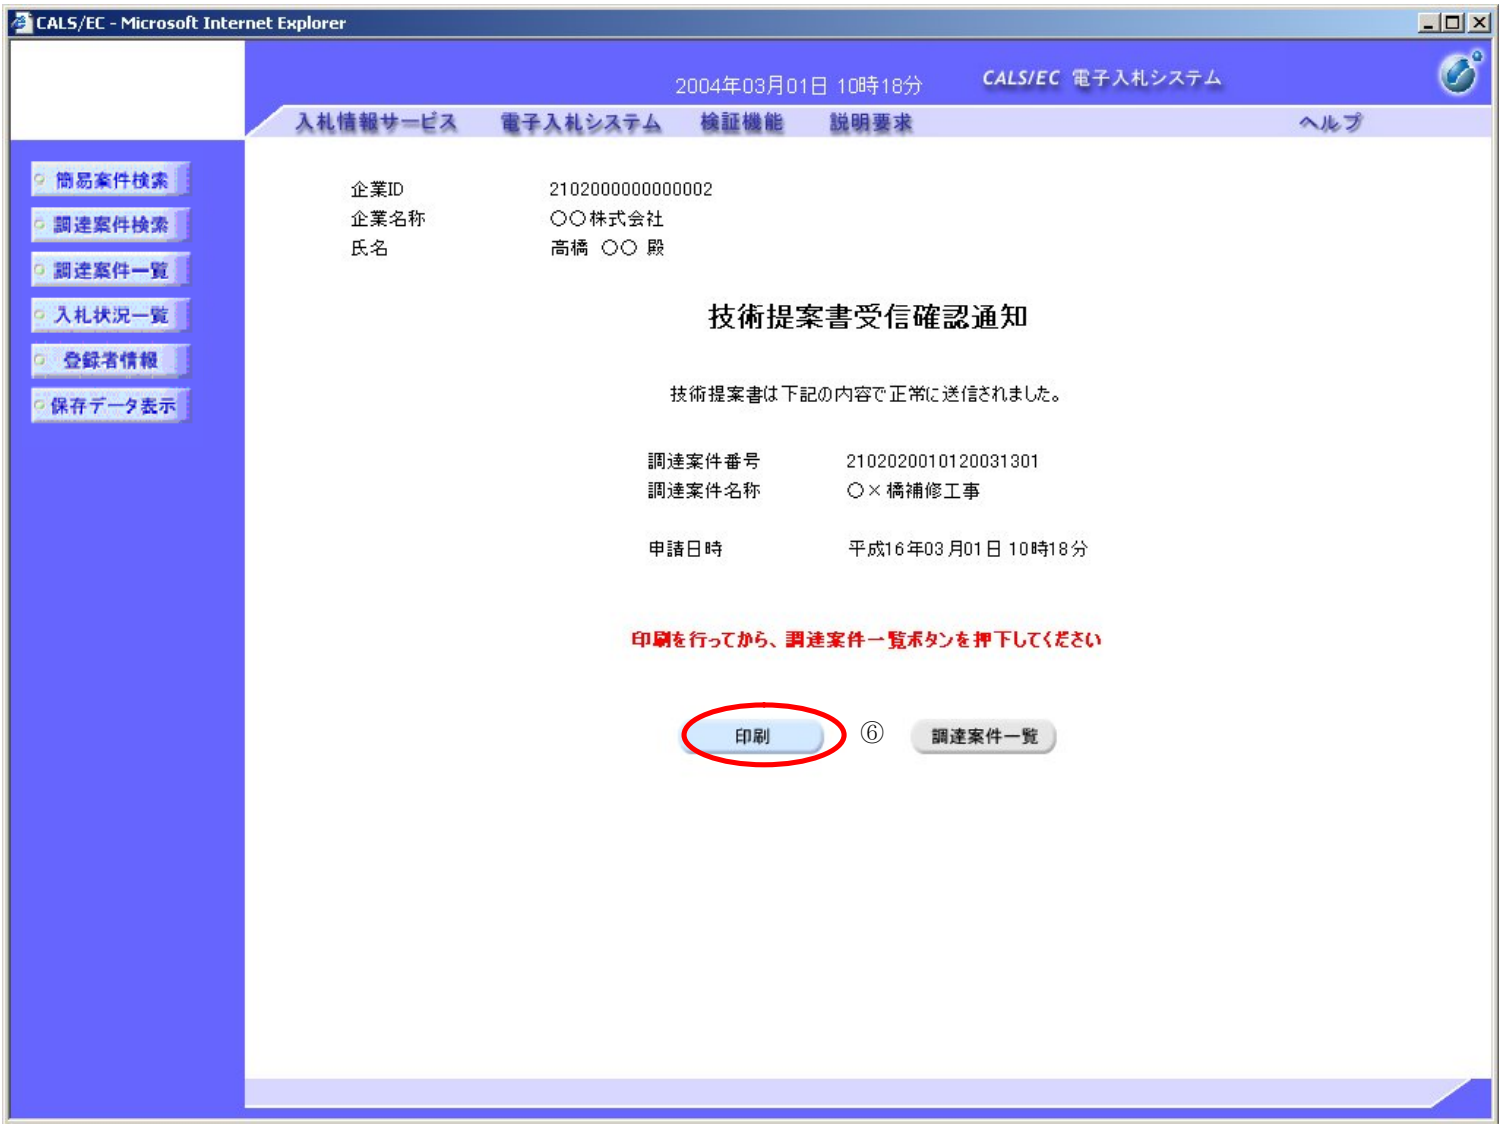 CALS/EC - Microsoft Internet Explorer
2004年03月01日 10時18分
CALS/EC 電子入札システム
入札情報サービス 電子入札システム 検証機能 説明要求 ヘルプ
簡易案件検索
調達案件検索
調達案件一覧
入札状況一覧
登録者情報
保存データ表示
企業ID 2102000000000002
企業名称 〇〇株式会社
氏名 高橋 〇〇 殿
技術提案書受信確認通知
技術提案書は下記の内容で正常に送信されました。
調達案件番号 2102020010120031301
調達案件名称 〇×橋補修工事
申請日時 平成16年03月01日 10時18分
印刷を行ってから、調達案件一覧ボタンを押下してください
印刷 ⑥ 調達案件一覧